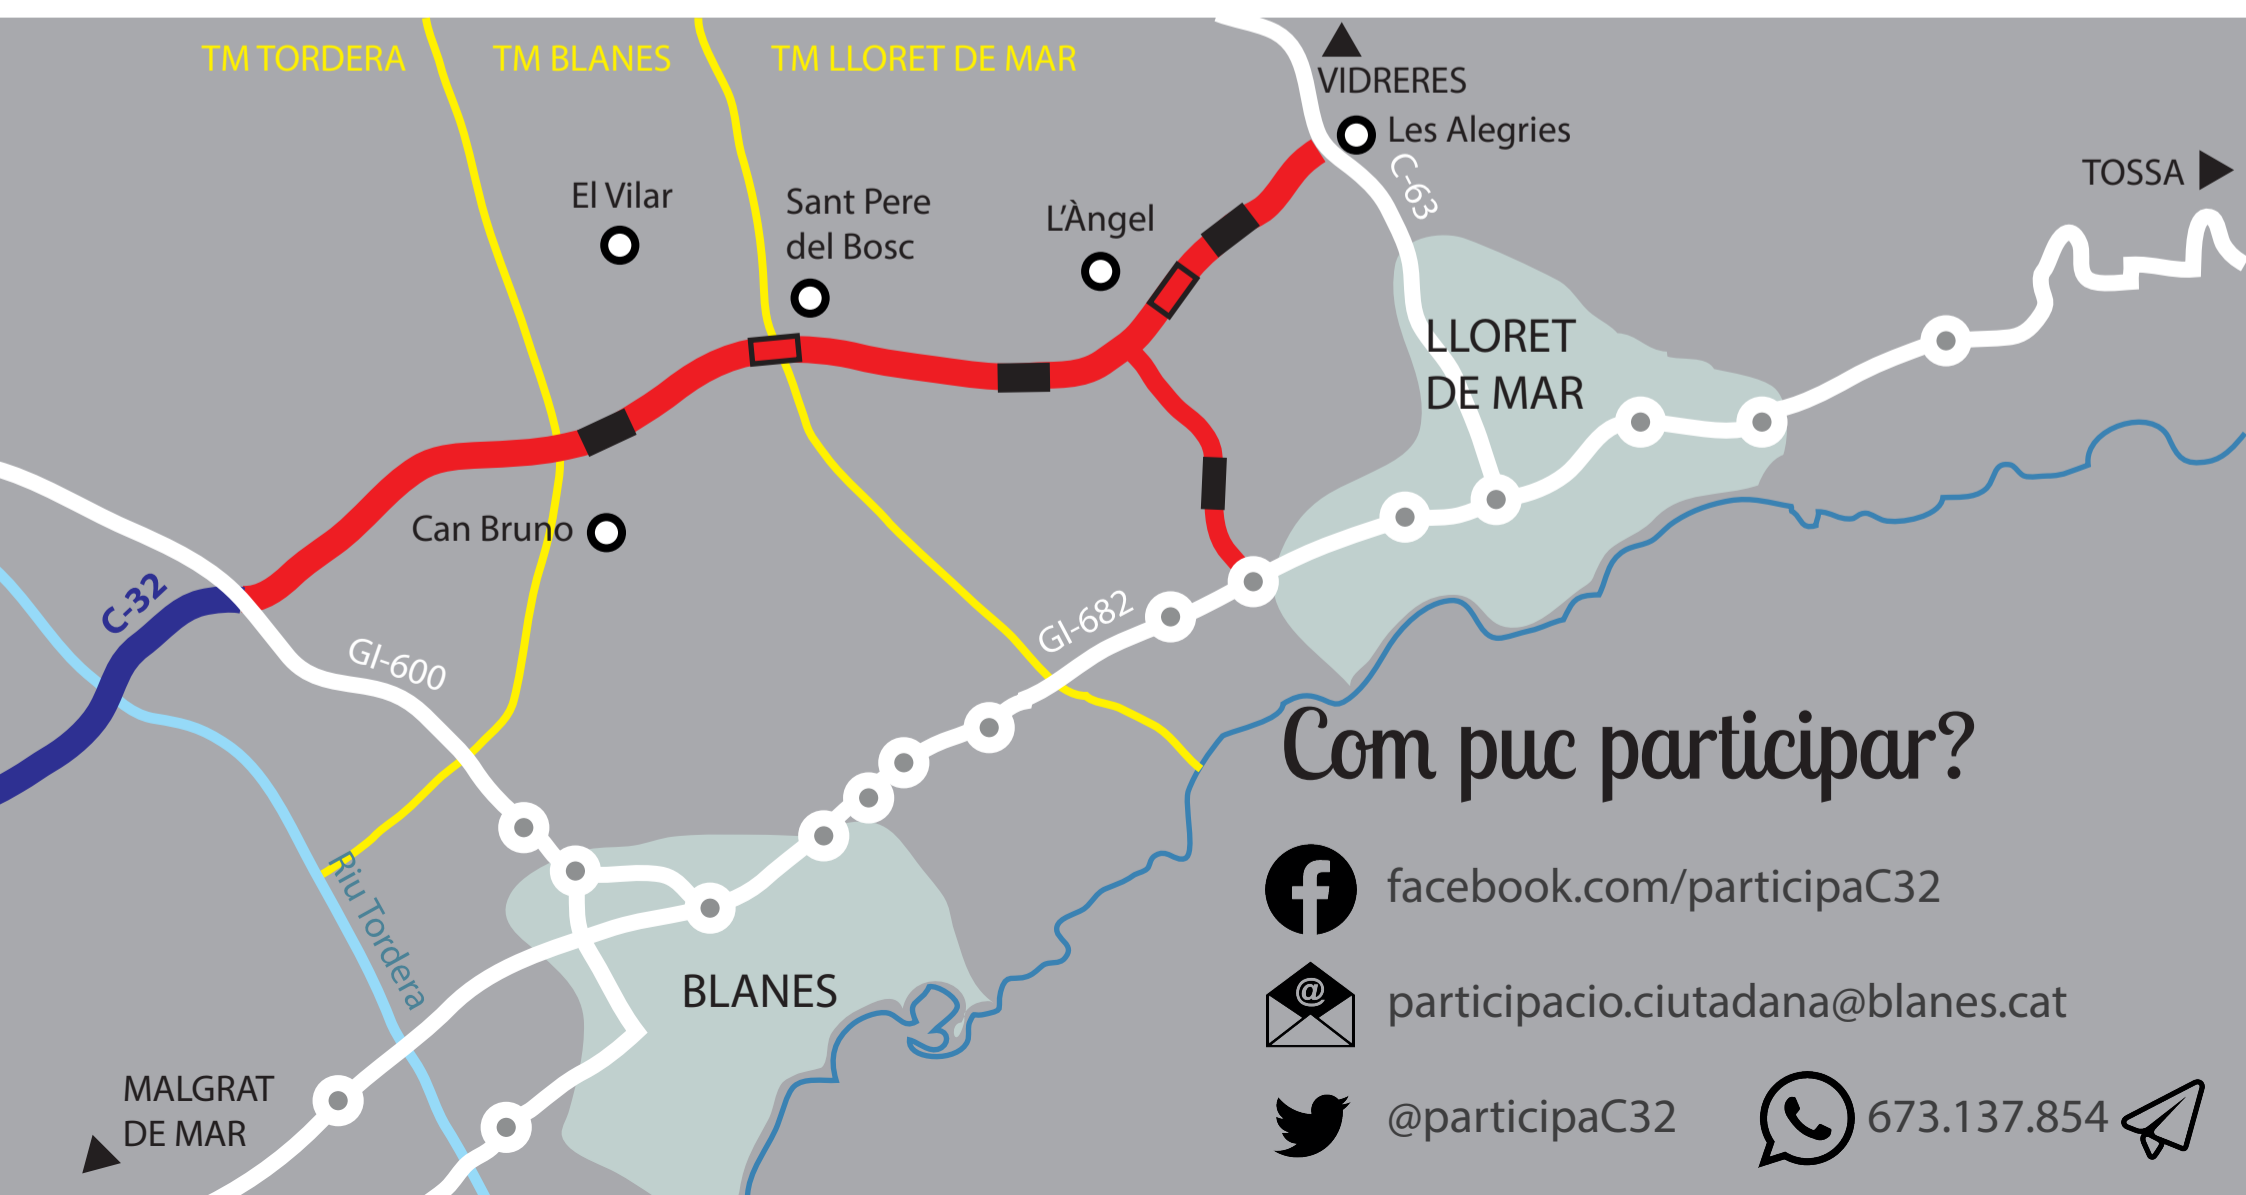 TM TORDERA
TM BLANES
TM LLORET DE MAR
VIDRERES
Les Alegries
C-63
TOSSA
El Vilar
Sant Pere
del Bosc
L'Àngel
LLORET
DE MAR
Can Bruno
C-32
GI-600
GI-682
Riu Tordera
BLANES
MALGRAT
DE MAR
Com puc participar?
facebook.com/participaC32
@
participacio.ciutadana@blanes.cat
@participaC32
673.137.854